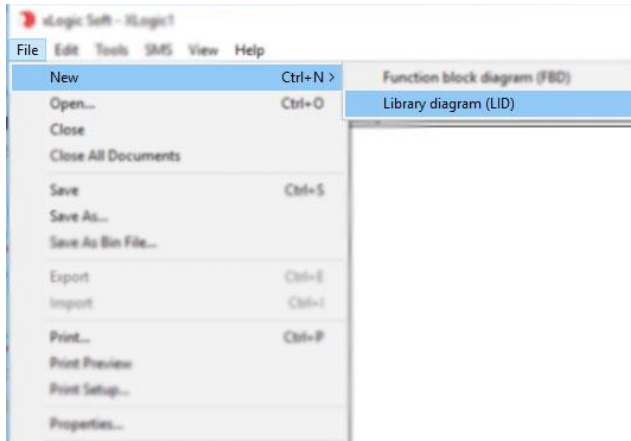 xLogic Soft - XLogic1
File Edit Tools SMS View Help
New Ctrl+N >
Function block diagram (FBD)
Open... Ctrl+O
Library diagram (LID)
Close
Close All Documents
Save Ctrl+S
Save As...
Save As Bin File...
Export Ctrl+E
Import Ctrl+I
Print... Ctrl+P
Print Preview
Print Setup...
Properties...